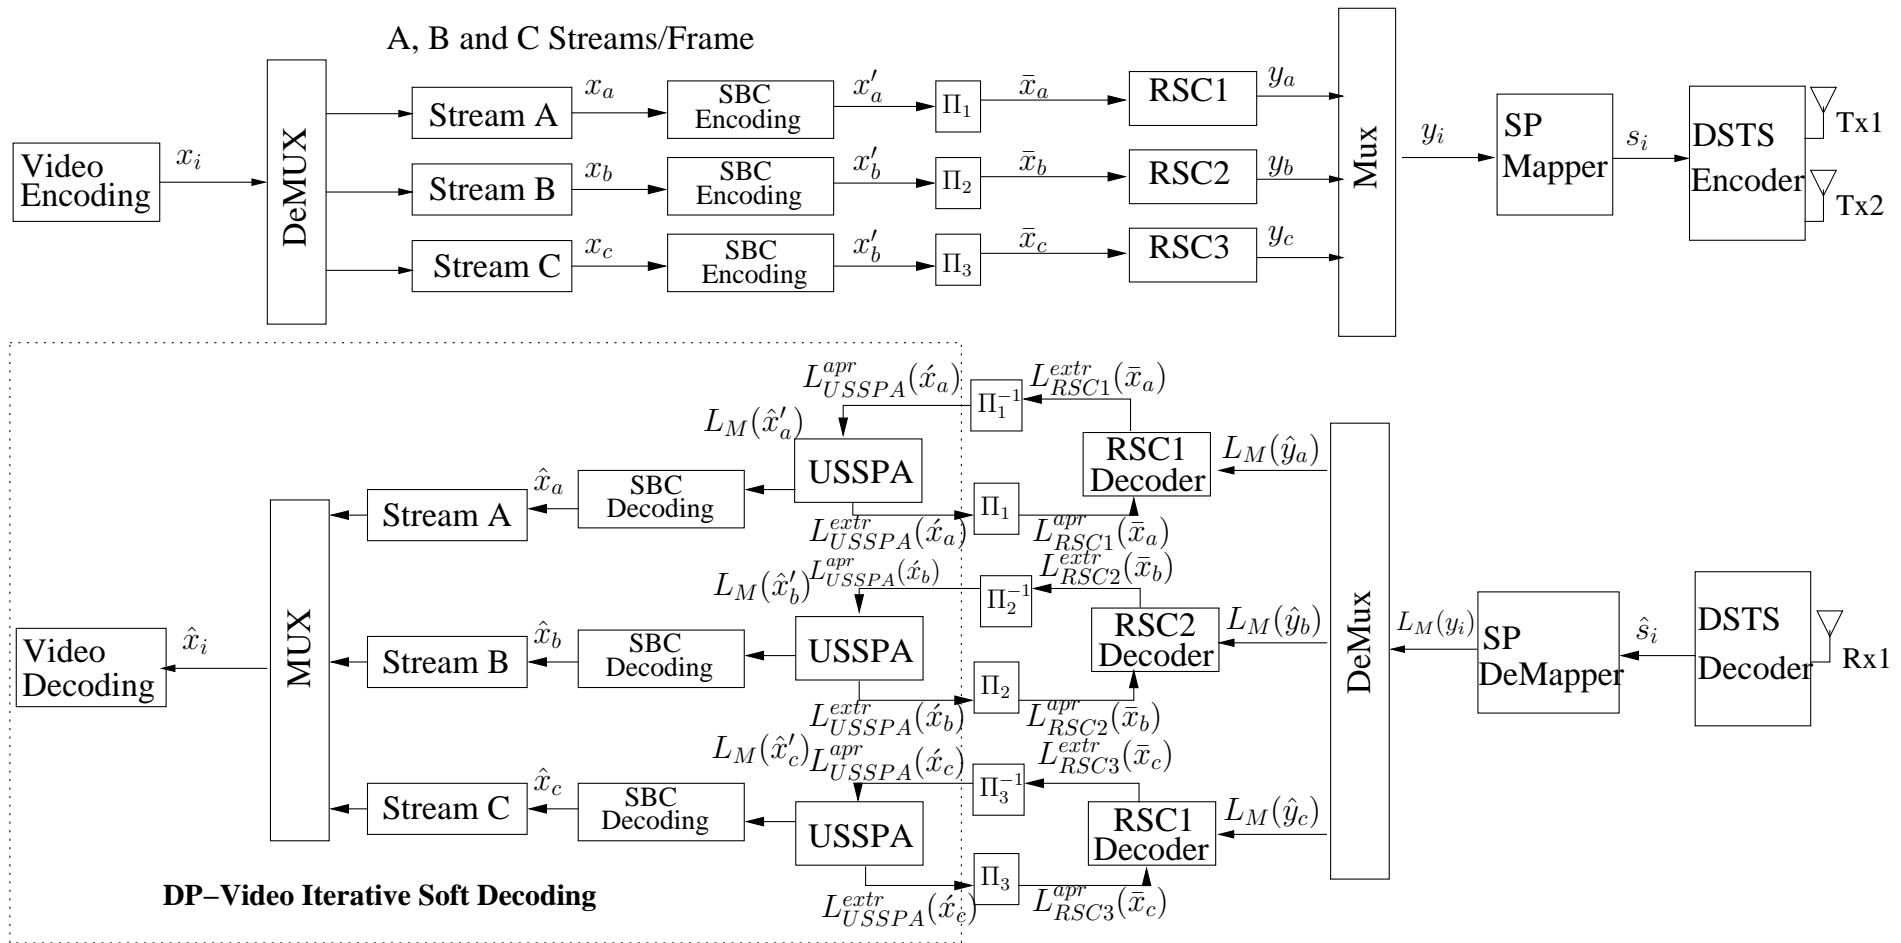 A, B and C Streams/Frame
Video
Encoding
x_i
DeMUX
Stream A
x_a
SBC
Encoding
x'_a
Π_1
x̄_a
RSC1
y_a
Stream B
x_b
SBC
Encoding
x'_b
Π_2
x̄_b
RSC2
y_b
Stream C
x_c
SBC
Encoding
x'_b
Π_3
x̄_c
RSC3
y_c
Mux
y_i
SP
Mapper
s_i
DSTS
Encoder
Tx1
Tx2
L^{apr}_{USSPA}(x́_a)
Π_1^{-1}
L^{extr}_{RSC1}(x̄_a)
L_M(x̂'_a)
USSPA
RSC1
Decoder
L_M(ŷ_a)
Stream A
x̂_a
SBC
Decoding
L^{extr}_{USSPA}(x́_a)
Π_1
L^{apr}_{RSC1}(x̄_a)
L_M(x̂'_b)
L^{apr}_{USSPA}(x́_b)
Π_2^{-1}
L^{extr}_{RSC2}(x̄_b)
Video
Decoding
x̂_i
MUX
Stream B
x̂_b
SBC
Decoding
USSPA
RSC2
Decoder
L_M(ŷ_b)
DeMux
L_M(y_i)
SP
DeMapper
ŝ_i
DSTS
Decoder
Rx1
L^{extr}_{USSPA}(x́_b)
Π_2
L^{apr}_{RSC2}(x̄_b)
L_M(x̂'_c)
L^{apr}_{USSPA}(x́_c)
Π_3^{-1}
L^{extr}_{RSC3}(x̄_c)
Stream C
x̂_c
SBC
Decoding
USSPA
RSC1
Decoder
L_M(ŷ_c)
L^{extr}_{USSPA}(x́_c)
Π_3
L^{apr}_{RSC3}(x̄_c)
DP–Video Iterative Soft Decoding